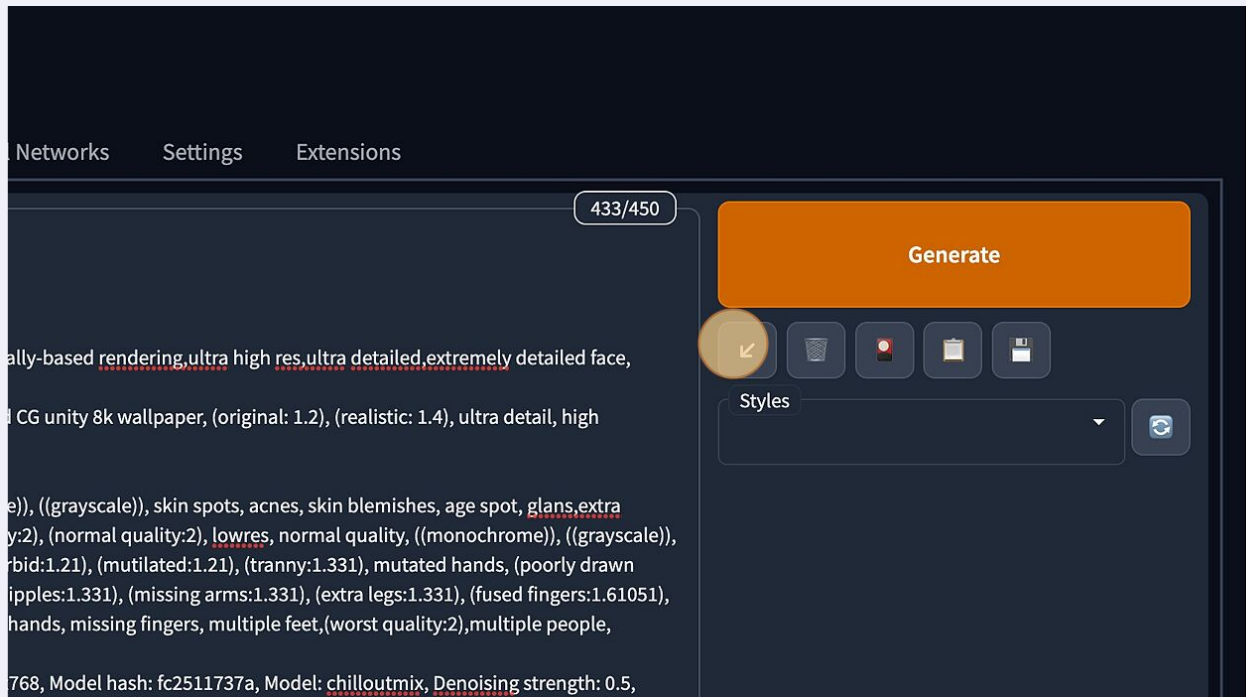 Networks Settings Extensions
433/450
Generate
ally-based rendering,ultra high res,ultra detailed,extremely detailed face,
Styles
CG unity 8k wallpaper, (original: 1.2), (realistic: 1.4), ultra detail, high
e)), ((grayscale)), skin spots, acnes, skin blemishes, age spot, glans,extra
y:2), (normal quality:2), lowres, normal quality, ((monochrome)), ((grayscale)),
rbid:1.21), (mutilated:1.21), (tranny:1.331), mutated hands, (poorly drawn
ipples:1.331), (missing arms:1.331), (extra legs:1.331), (fused fingers:1.61051),
hands, missing fingers, multiple feet,(worst quality:2),multiple people,
768, Model hash: fc2511737a, Model: chilloutmix, Denoising strength: 0.5,